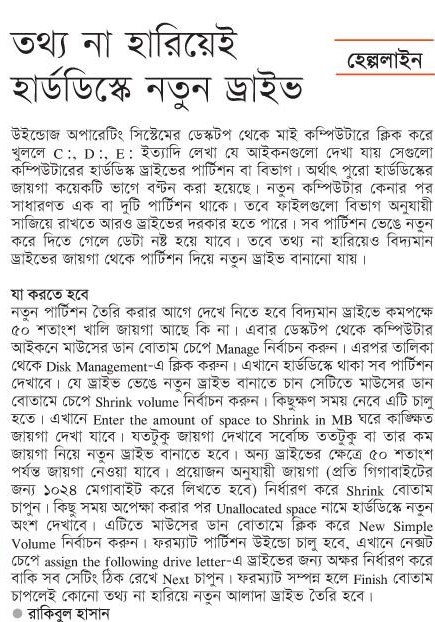 তথ্য না হারিয়েই
হার্ডডিস্কে নতুন ড্রাইভ
হেল্পলাইন
উইন্ডোজ অপারেটিং সিস্টেমের ডেস্কটপ থেকে মাই কম্পিউটারে ক্লিক করে
খুললে C:, D:, E: ইত্যাদি লেখা যে আইকনগুলো দেখা যায় সেগুলো
কম্পিউটারের হার্ডডিস্ক ড্রাইভের পার্টিশন বা বিভাগ। অর্থাৎ পুরো হার্ডডিস্কের
জায়গা কয়েকটি ভাগে বণ্টন করা হয়েছে। নতুন কম্পিউটার কেনার পর
সাধারণত এক বা দুটি পার্টিশন থাকে। তবে ফাইলগুলো বিভাগ অনুযায়ী
সাজিয়ে রাখতে আরও ড্রাইভের দরকার হতে পারে। সব পার্টিশন ভেঙে নতুন
করে দিতে গেলে ডেটা নষ্ট হয়ে যাবে। তবে তথ্য না হারিয়েও বিদ্যমান
ড্রাইভের জায়গা থেকে পার্টিশন দিয়ে নতুন ড্রাইভ বানানো যায়।
যা করতে হবে
নতুন পার্টিশন তৈরি করার আগে দেখে নিতে হবে বিদ্যমান ড্রাইভে কমপক্ষে
৫০ শতাংশ খালি জায়গা আছে কি না। এবার ডেস্কটপ থেকে কম্পিউটার
আইকনে মাউসের ডান বোতাম চেপে Manage নির্বাচন করুন। এরপর তালিকা
থেকে Disk Management-এ ক্লিক করুন। এখানে হার্ডডিস্কে থাকা সব পার্টিশন
দেখাবে। যে ড্রাইভ ভেঙে নতুন ড্রাইভ বানাতে চান সেটিতে মাউসের ডান
বোতামে চেপে Shrink volume নির্বাচন করুন। কিছুক্ষণ সময় নেবে এটি চালু
হতে। এখানে Enter the amount of space to Shrink in MB ঘরে কাঙ্ক্ষিত
জায়গা দেখা যাবে। যতটুকু জায়গা দেখাবে সর্বোচ্চ ততটুকু বা তার কম
জায়গা নিয়ে নতুন ড্রাইভ বানাতে হবে। অন্য ড্রাইভের ক্ষেত্রে ৫০ শতাংশ
পর্যন্ত জায়গা নেওয়া যাবে। প্রয়োজন অনুযায়ী জায়গা (প্রতি গিগাবাইটের
জন্য ১০২৪ মেগাবাইট করে লিখতে হবে) নির্ধারণ করে Shrink বোতাম
চাপুন। কিছু সময় অপেক্ষা করার পর Unallocated space নামে হার্ডডিস্কে নতুন
অংশ দেখাবে। এটিতে মাউসের ডান বোতামে ক্লিক করে New Simple
Volume নির্বাচন করুন। ফরম্যাট পার্টিশন উইন্ডো চালু হবে, এখানে নেক্সট
চেপে assign the following drive letter-এ ড্রাইভের জন্য অক্ষর নির্ধারণ করে
বাকি সব সেটিং ঠিক রেখে Next চাপুন। ফরম্যাট সম্পন্ন হলে Finish বোতাম
চাপলেই কোনো তথ্য না হারিয়ে নতুন আলাদা ড্রাইভ তৈরি হবে।
● রাকিবুল হাসান